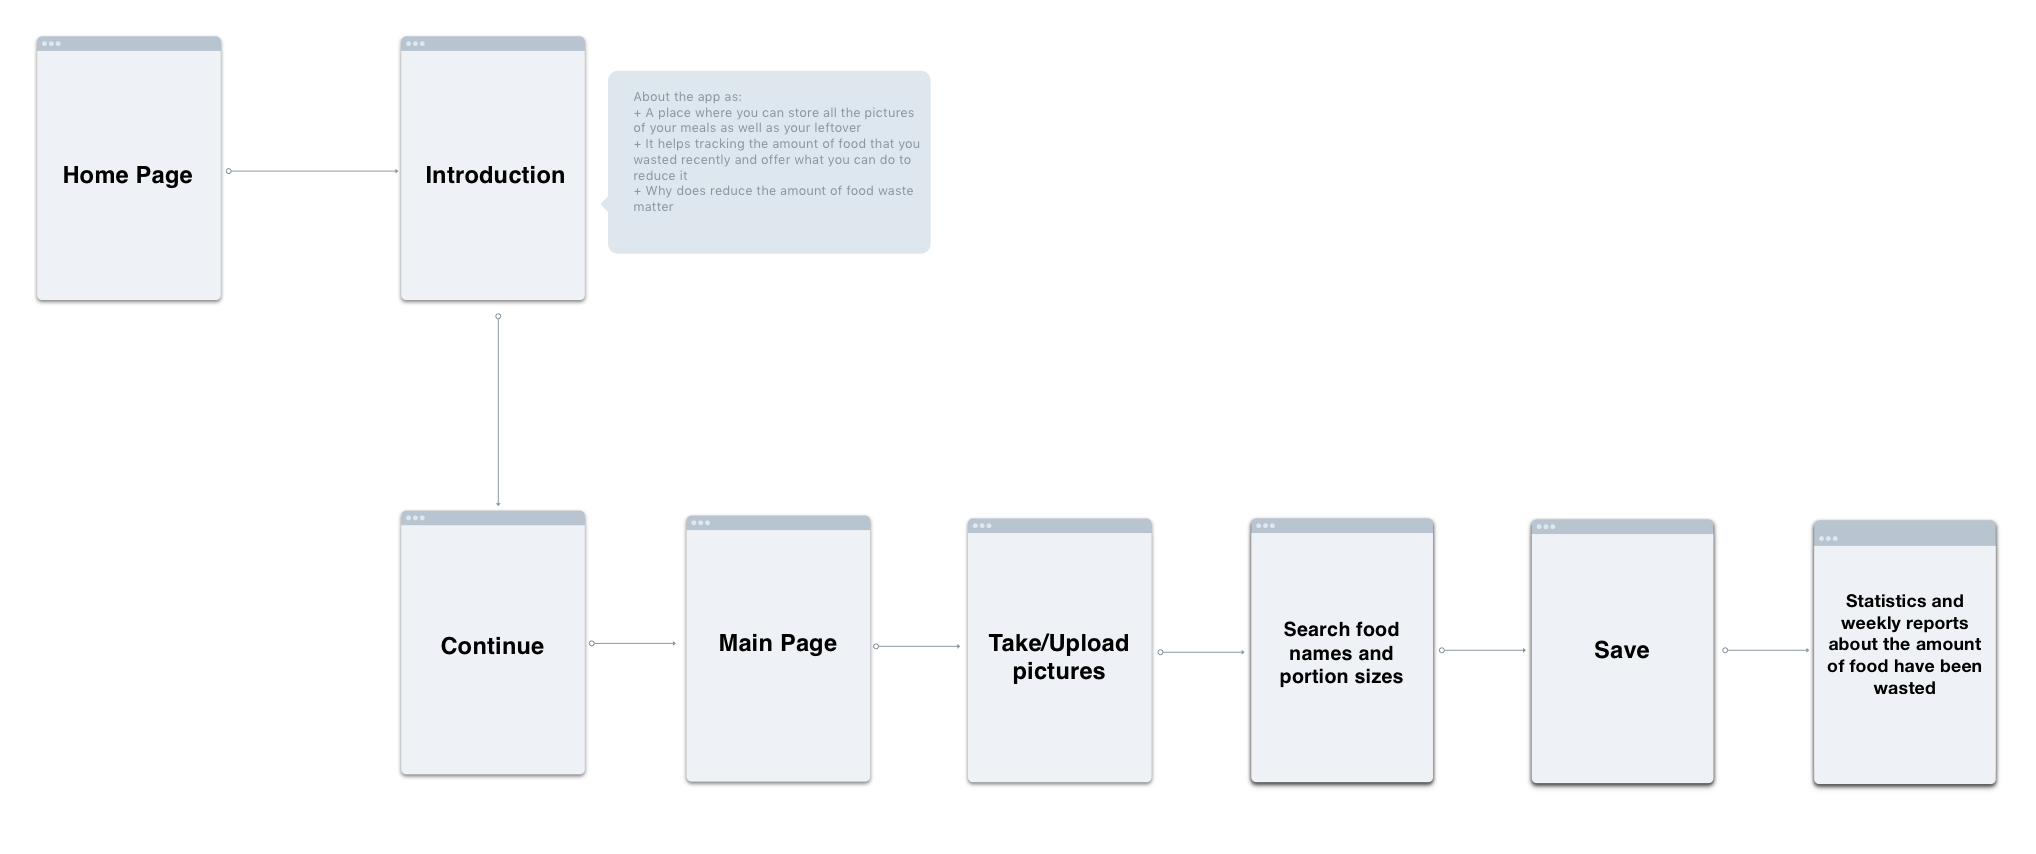 Home Page
Introduction
About the app as:
+ A place where you can store all the pictures
of your meals as well as your leftover
+ It helps tracking the amount of food that you
wasted recently and offer what you can do to
reduce it
+ Why does reduce the amount of food waste
matter
Continue
Main Page
Take/Upload
pictures
Search food
names and
portion sizes
Save
Statistics and
weekly reports
about the amount
of food have been
wasted